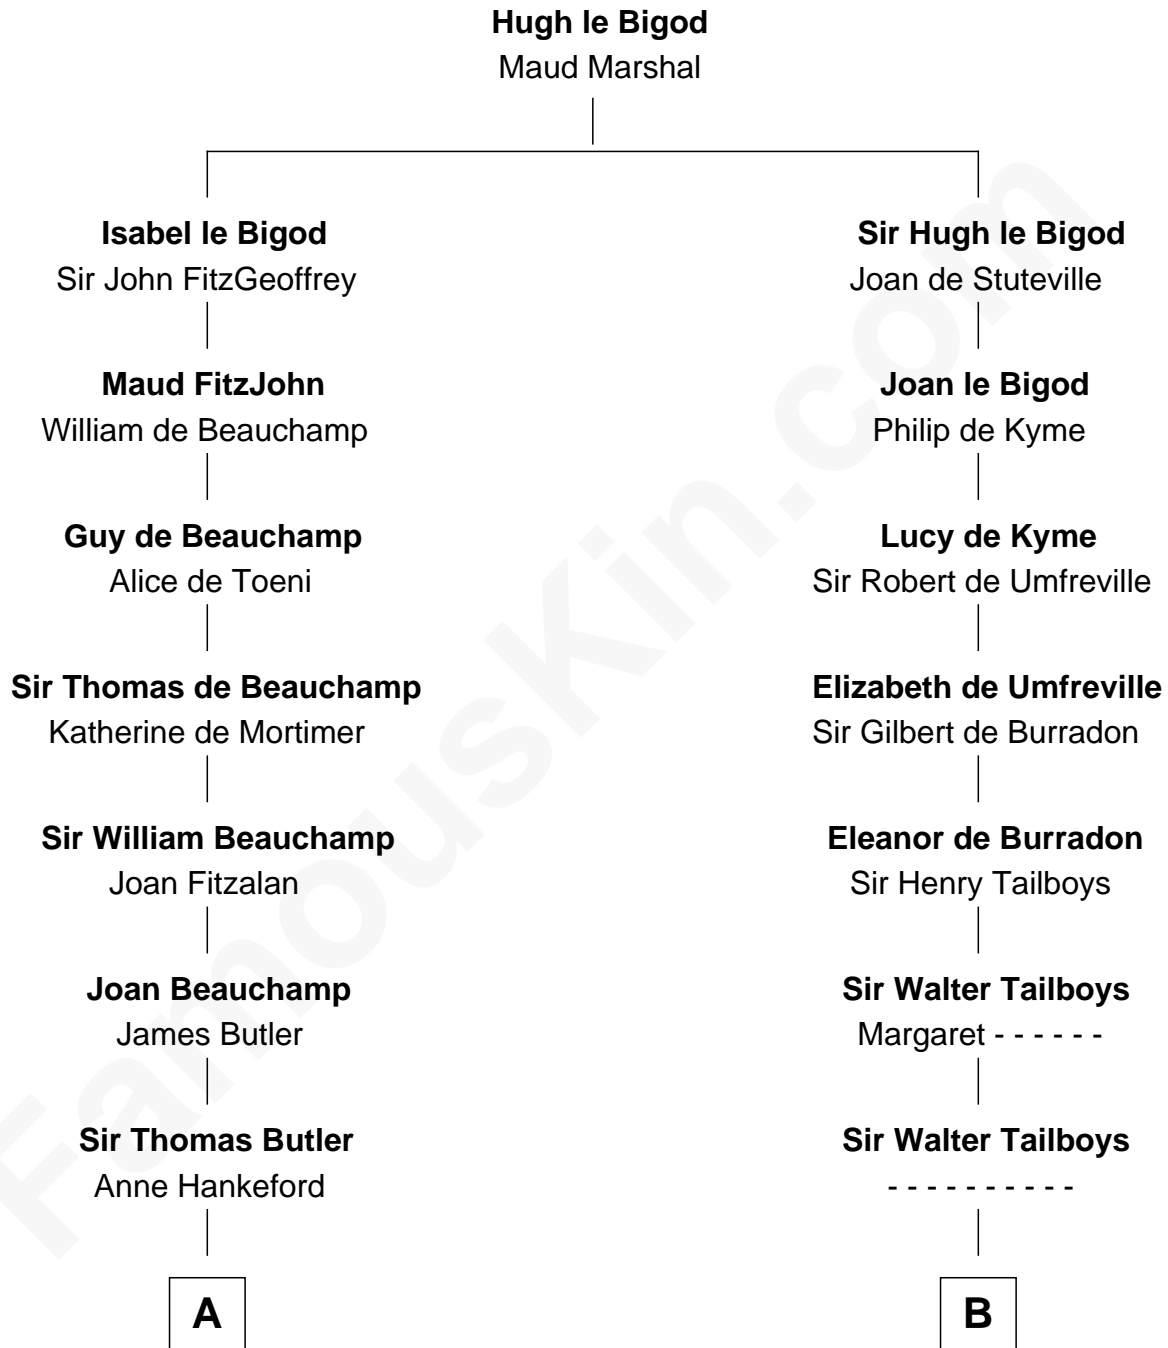 Hugh le Bigod
Maud Marshal
Isabel le Bigod
Sir John FitzGeoffrey
Maud FitzJohn
William de Beauchamp
Guy de Beauchamp
Alice de Toeni
Sir Thomas de Beauchamp
Katherine de Mortimer
Sir William Beauchamp
Joan Fitzalan
Joan Beauchamp
James Butler
Sir Thomas Butler
Anne Hankeford
A
Sir Hugh le Bigod
Joan de Stuteville
Joan le Bigod
Philip de Kyme
Lucy de Kyme
Sir Robert de Umfreville
Elizabeth de Umfreville
Sir Gilbert de Burradon
Eleanor de Burradon
Sir Henry Tailboys
Sir Walter Tailboys
Margaret - - - - - -
Sir Walter Tailboys
- - - - - - - - - -
B
FamousKin.com